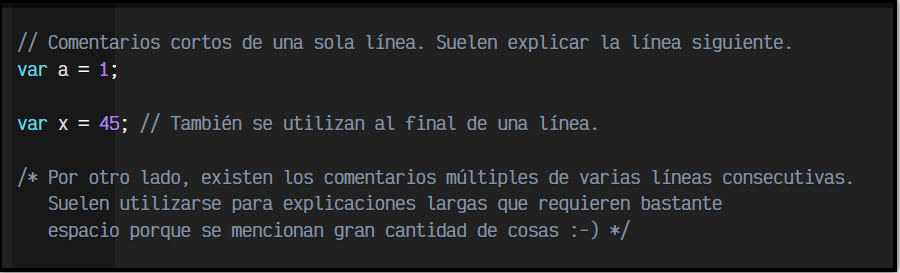 // Comentarios cortos de una sola línea. Suelen explicar la línea siguiente.
var a = 1;
var x = 45; // También se utilizan al final de una línea.
/* Por otro lado, existen los comentarios múltiples de varias líneas consecutivas.
Suelen utilizarse para explicaciones largas que requieren bastante
espacio porque se mencionan gran cantidad de cosas :-) */